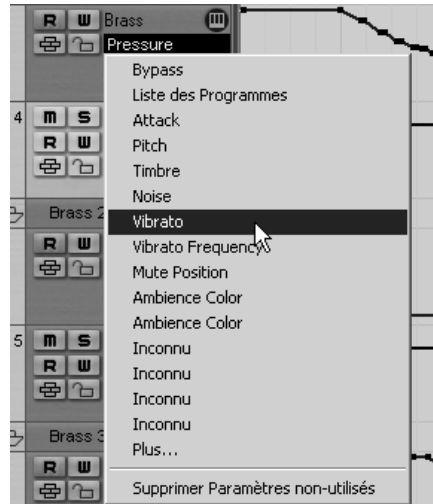 R W Brass
Pressure
Bypass
Liste des Programmes
4 m S Attack
R W Pitch
Timbre
Noise
Brass 2 Vibrato
R W Vibrato Frequency
Mute Position
Ambience Color
Ambience Color
5 m S Inconnu
R W Inconnu
Inconnu
Inconnu
Brass 3 Plus...
R W Supprimer Paramètres non-utilisés